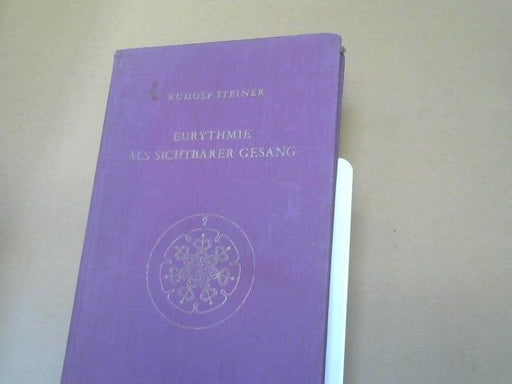 RUDOLF STEINER
EURYTHMIE
ALS SICHTBARER GESANG